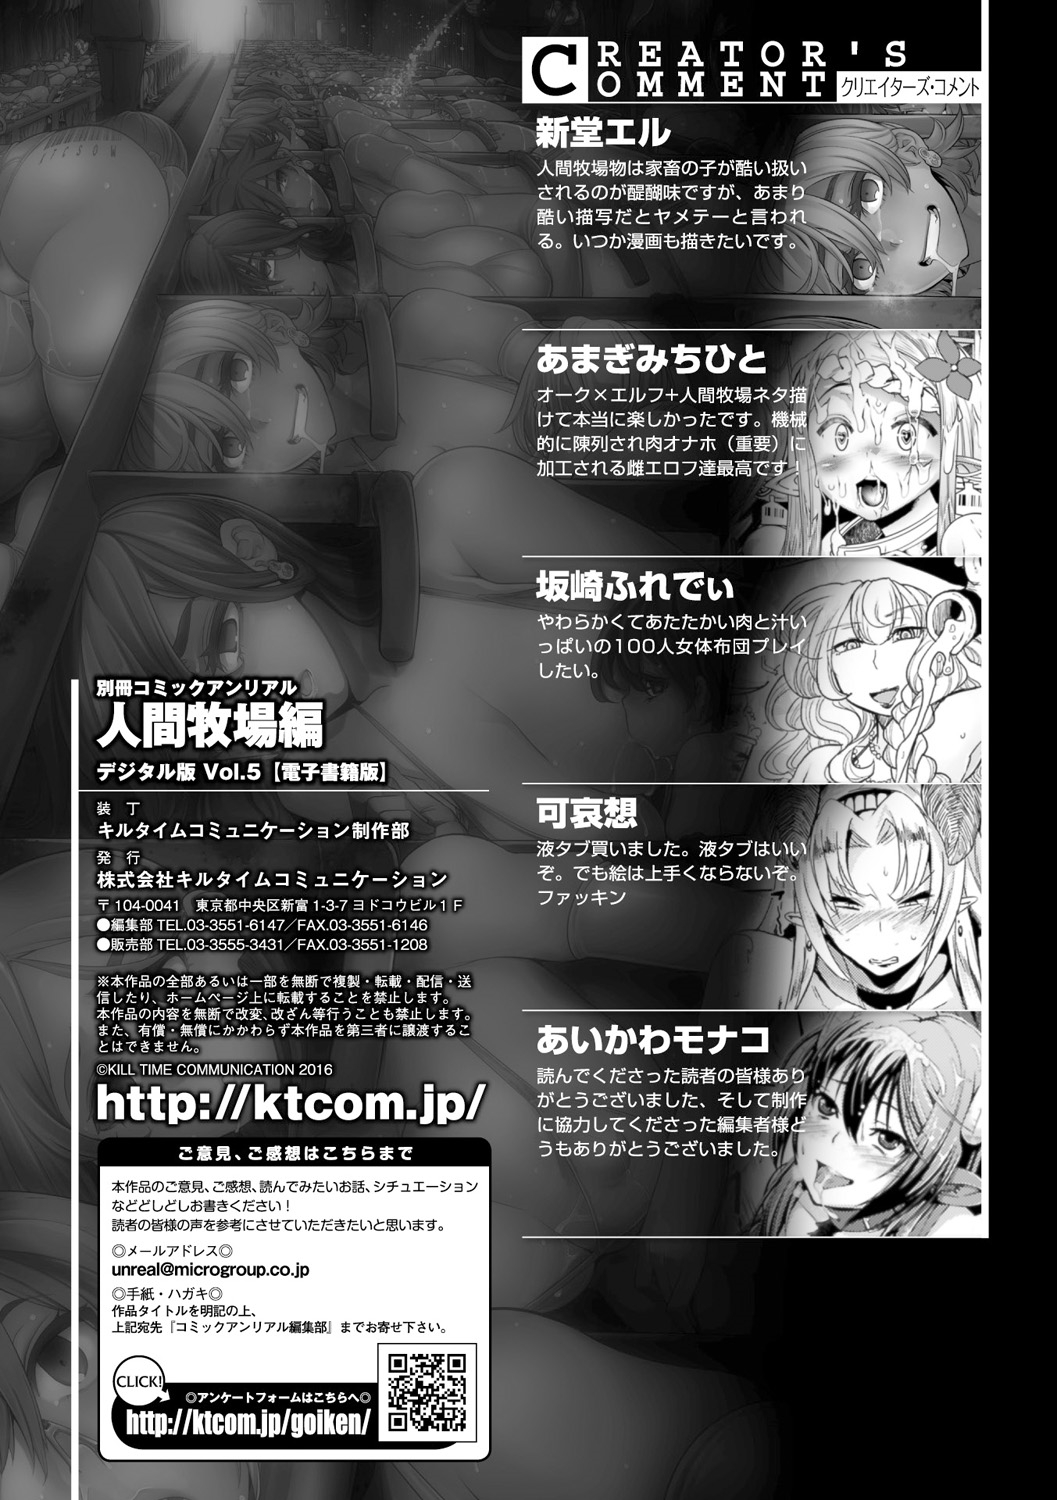 CREATOR'S
COMMENT
クリエイターズ・コメント
新堂エル
人間牧場物は家畜の子が酷い扱い
されるのが醍醐味ですが、あまり
酷い描写だとヤメテーと言われ
る。いつか漫画も描きたいです。
あまぎみちひと
オーク×エルフ+人間牧場ネタ描
けて本当に楽しかったです。機械
的に陳列され肉オナホ（重要）に
加工される雌エロフ達最高です！
坂崎ふれでぃ
やわらかくてあたたかい肉と汁い
っぱいの100人女体布団プレイ
したい。
可哀想
液タブ買いました。液タブはいい
ぞ。でも絵は上手くならないぞ。
ファッキン
あいかわモナコ
読んでくださった読者の皆様あり
がとうございました、そして制作
に協力してくださった編集者様ど
うもありがとうございました。
別冊コミックアンリアル
人間牧場編
デジタル版 Vol.5【電子書籍版】
装　丁
キルタイムコミュニケーション制作部
発　行
株式会社キルタイムコミュニケーション
〒104-0041　東京都中央区新富1-3-7ヨドコウビル1F
●編集部TEL.03-3551-6147／FAX.03-3551-6146
●販売部TEL.03-3555-3431／FAX.03-3551-1208
※本作品の全部あるいは一部を無断で複製・転載・配信・送
信したり、ホームページ上に転載することを禁止します。
本作品の内容を無断で改変、改ざん等行うことも禁止します。
また、有償・無償にかかわらず本作品を第三者に譲渡するこ
とはできません。
©KILL TIME COMMUNICATION 2016
http://ktcom.jp/
ご意見、ご感想はこちらまで
本作品のご意見、ご感想、読んでみたいお話、シチュエーション
などどしどしお書きください！
読者の皆様の声を参考にさせていただきたいと思います。
◎メールアドレス◎
unreal@microgroup.co.jp
◎手紙・ハガキ◎
作品タイトルを明記の上、
上記宛先『コミックアンリアル編集部』までお寄せ下さい。
CLICK!
◎アンケートフォームはこちらへ◎
http://ktcom.jp/goiken/